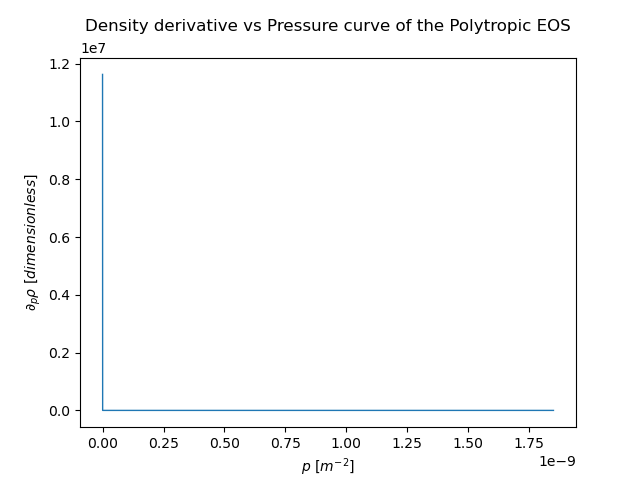 Density derivative vs Pressure curve of the Polytropic EOS
1e7
1.2
1.0
0.8
0.6
0.4
0.2
0.0
∂ₚρ [dimensionless]
0.00 0.25 0.50 0.75 1.00 1.25 1.50 1.75
1e−9
p [m⁻²]